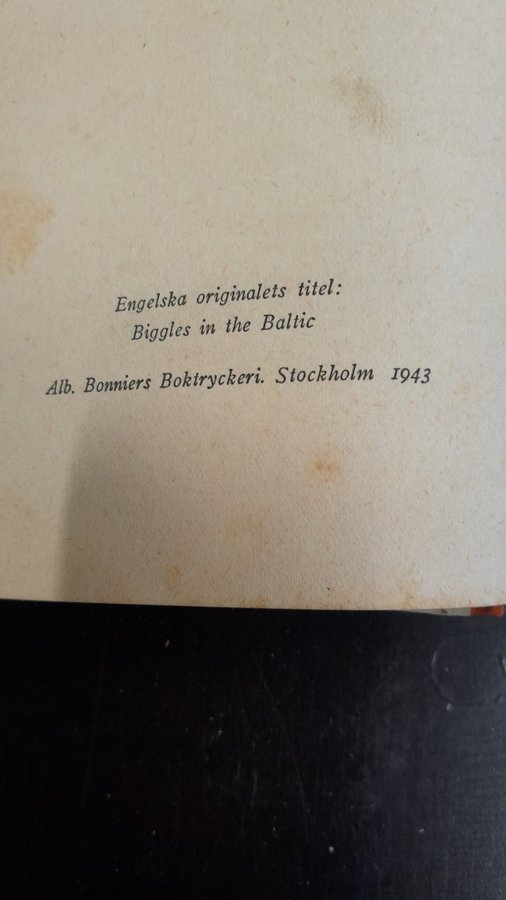 Engelska originalets titel:
Biggles in the Baltic
Alb. Bonniers Boktryckeri. Stockholm 1943